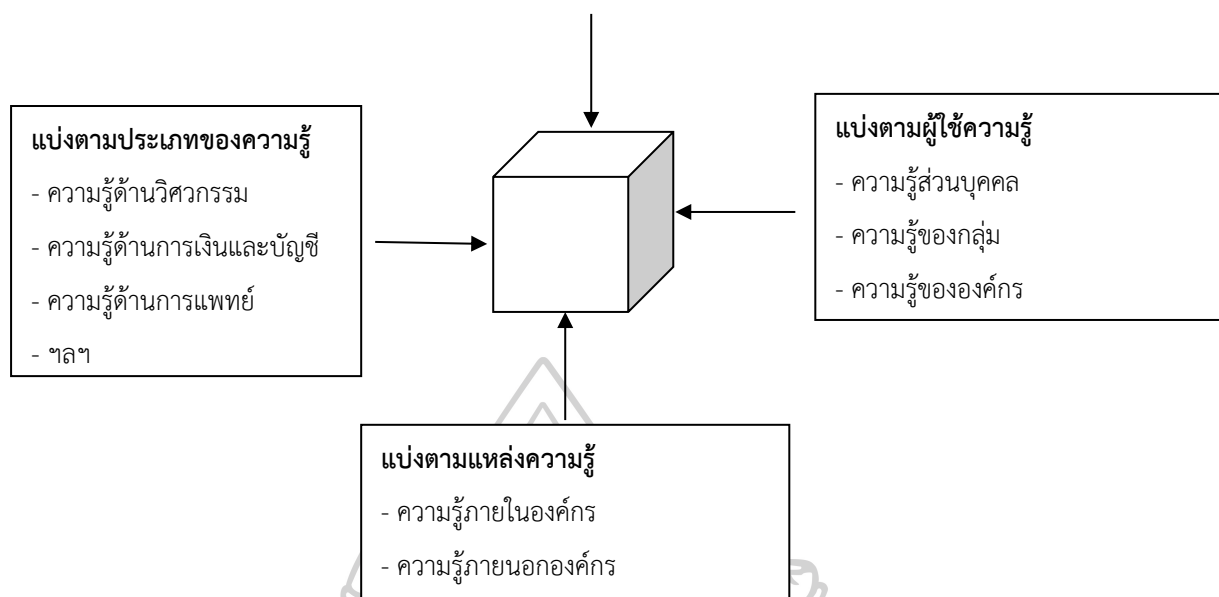 แบ่งตามประเภทของความรู้
- ความรู้ด้านวิศวกรรม
- ความรู้ด้านการเงินและบัญชี
- ความรู้ด้านการแพทย์
- ฯลฯ
แบ่งตามผู้ใช้ความรู้
- ความรู้ส่วนบุคคล
- ความรู้ของกลุ่ม
- ความรู้ขององค์กร
แบ่งตามแหล่งความรู้
- ความรู้ภายในองค์กร
- ความรู้ภายนอกองค์กร